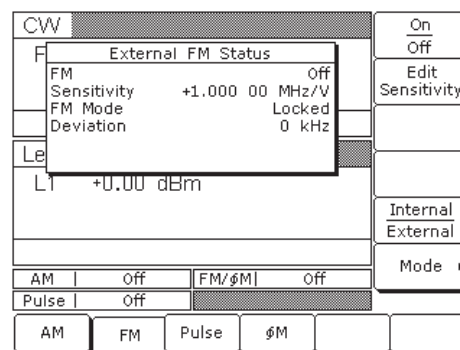 CW
F
External FM Status
FM Off
Sensitivity +1.000 00 MHz/V
FM Mode Locked
Deviation 0 kHz
Le
L1 +0.00 dBm
AM Off FM/ϕM Off
Pulse Off
On
Off
Edit
Sensitivity
Internal
External
Mode
AM FM Pulse ϕM